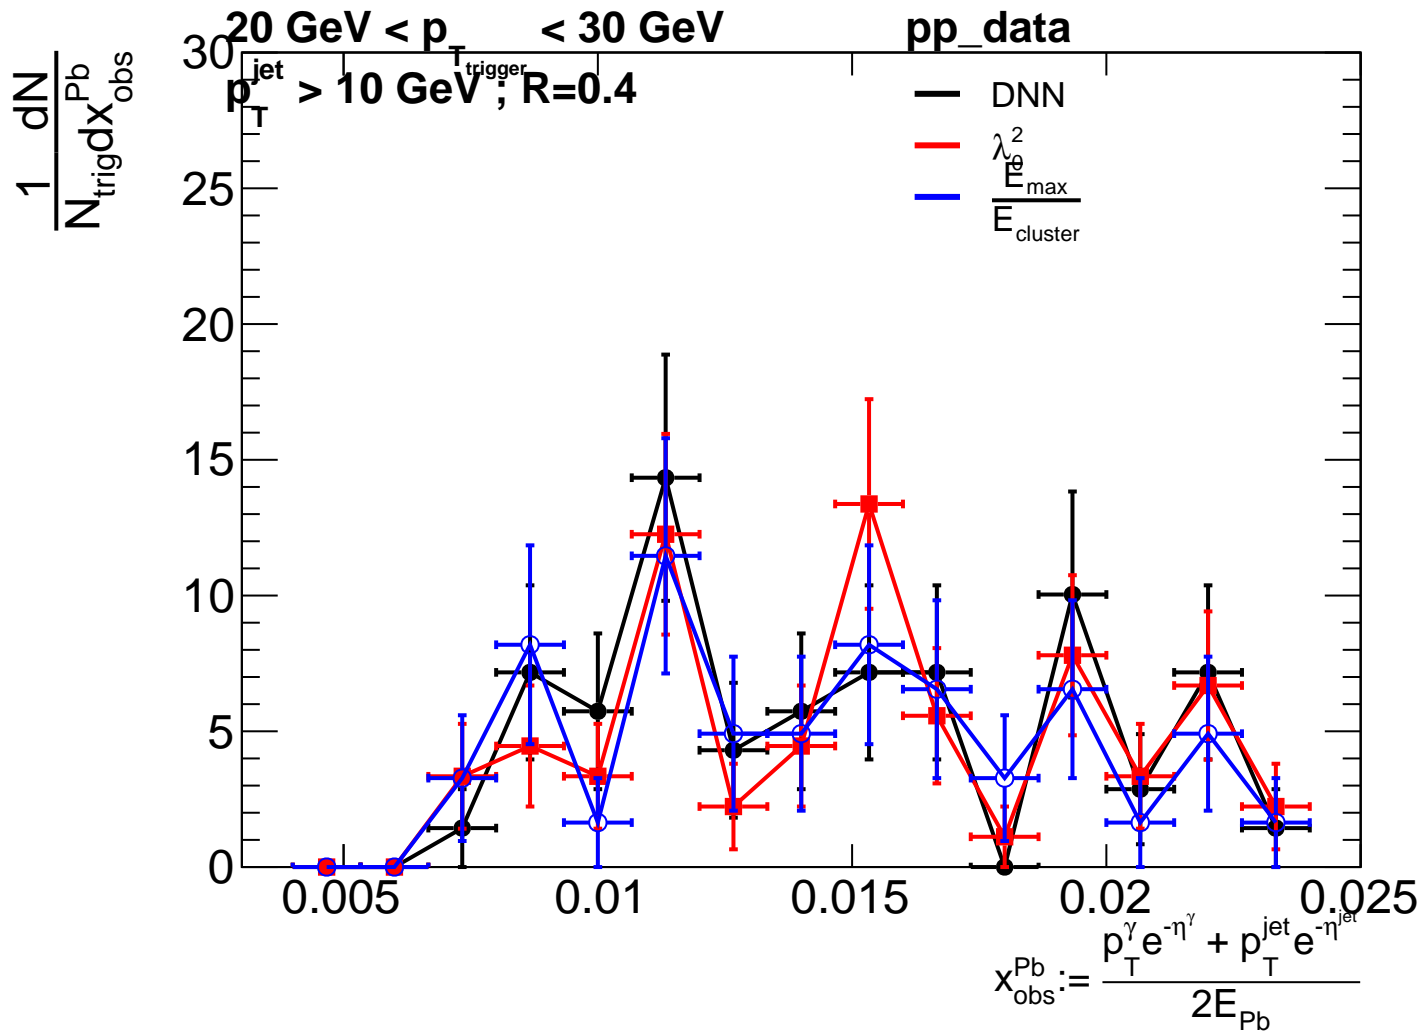 20 GeV < p_T_trigger < 30 GeV pp_data
p_T^jet > 10 GeV ; R=0.4
1 dN
N_trig dx_obs^Pb
DNN
λ_0^2
E_max
E_cluster
30
25
20
15
10
5
0
0.005 0.01 0.015 0.02 0.025
x_obs^Pb := p_T^γ e^-η^γ + p_T^jet e^-η^jet
2E_Pb